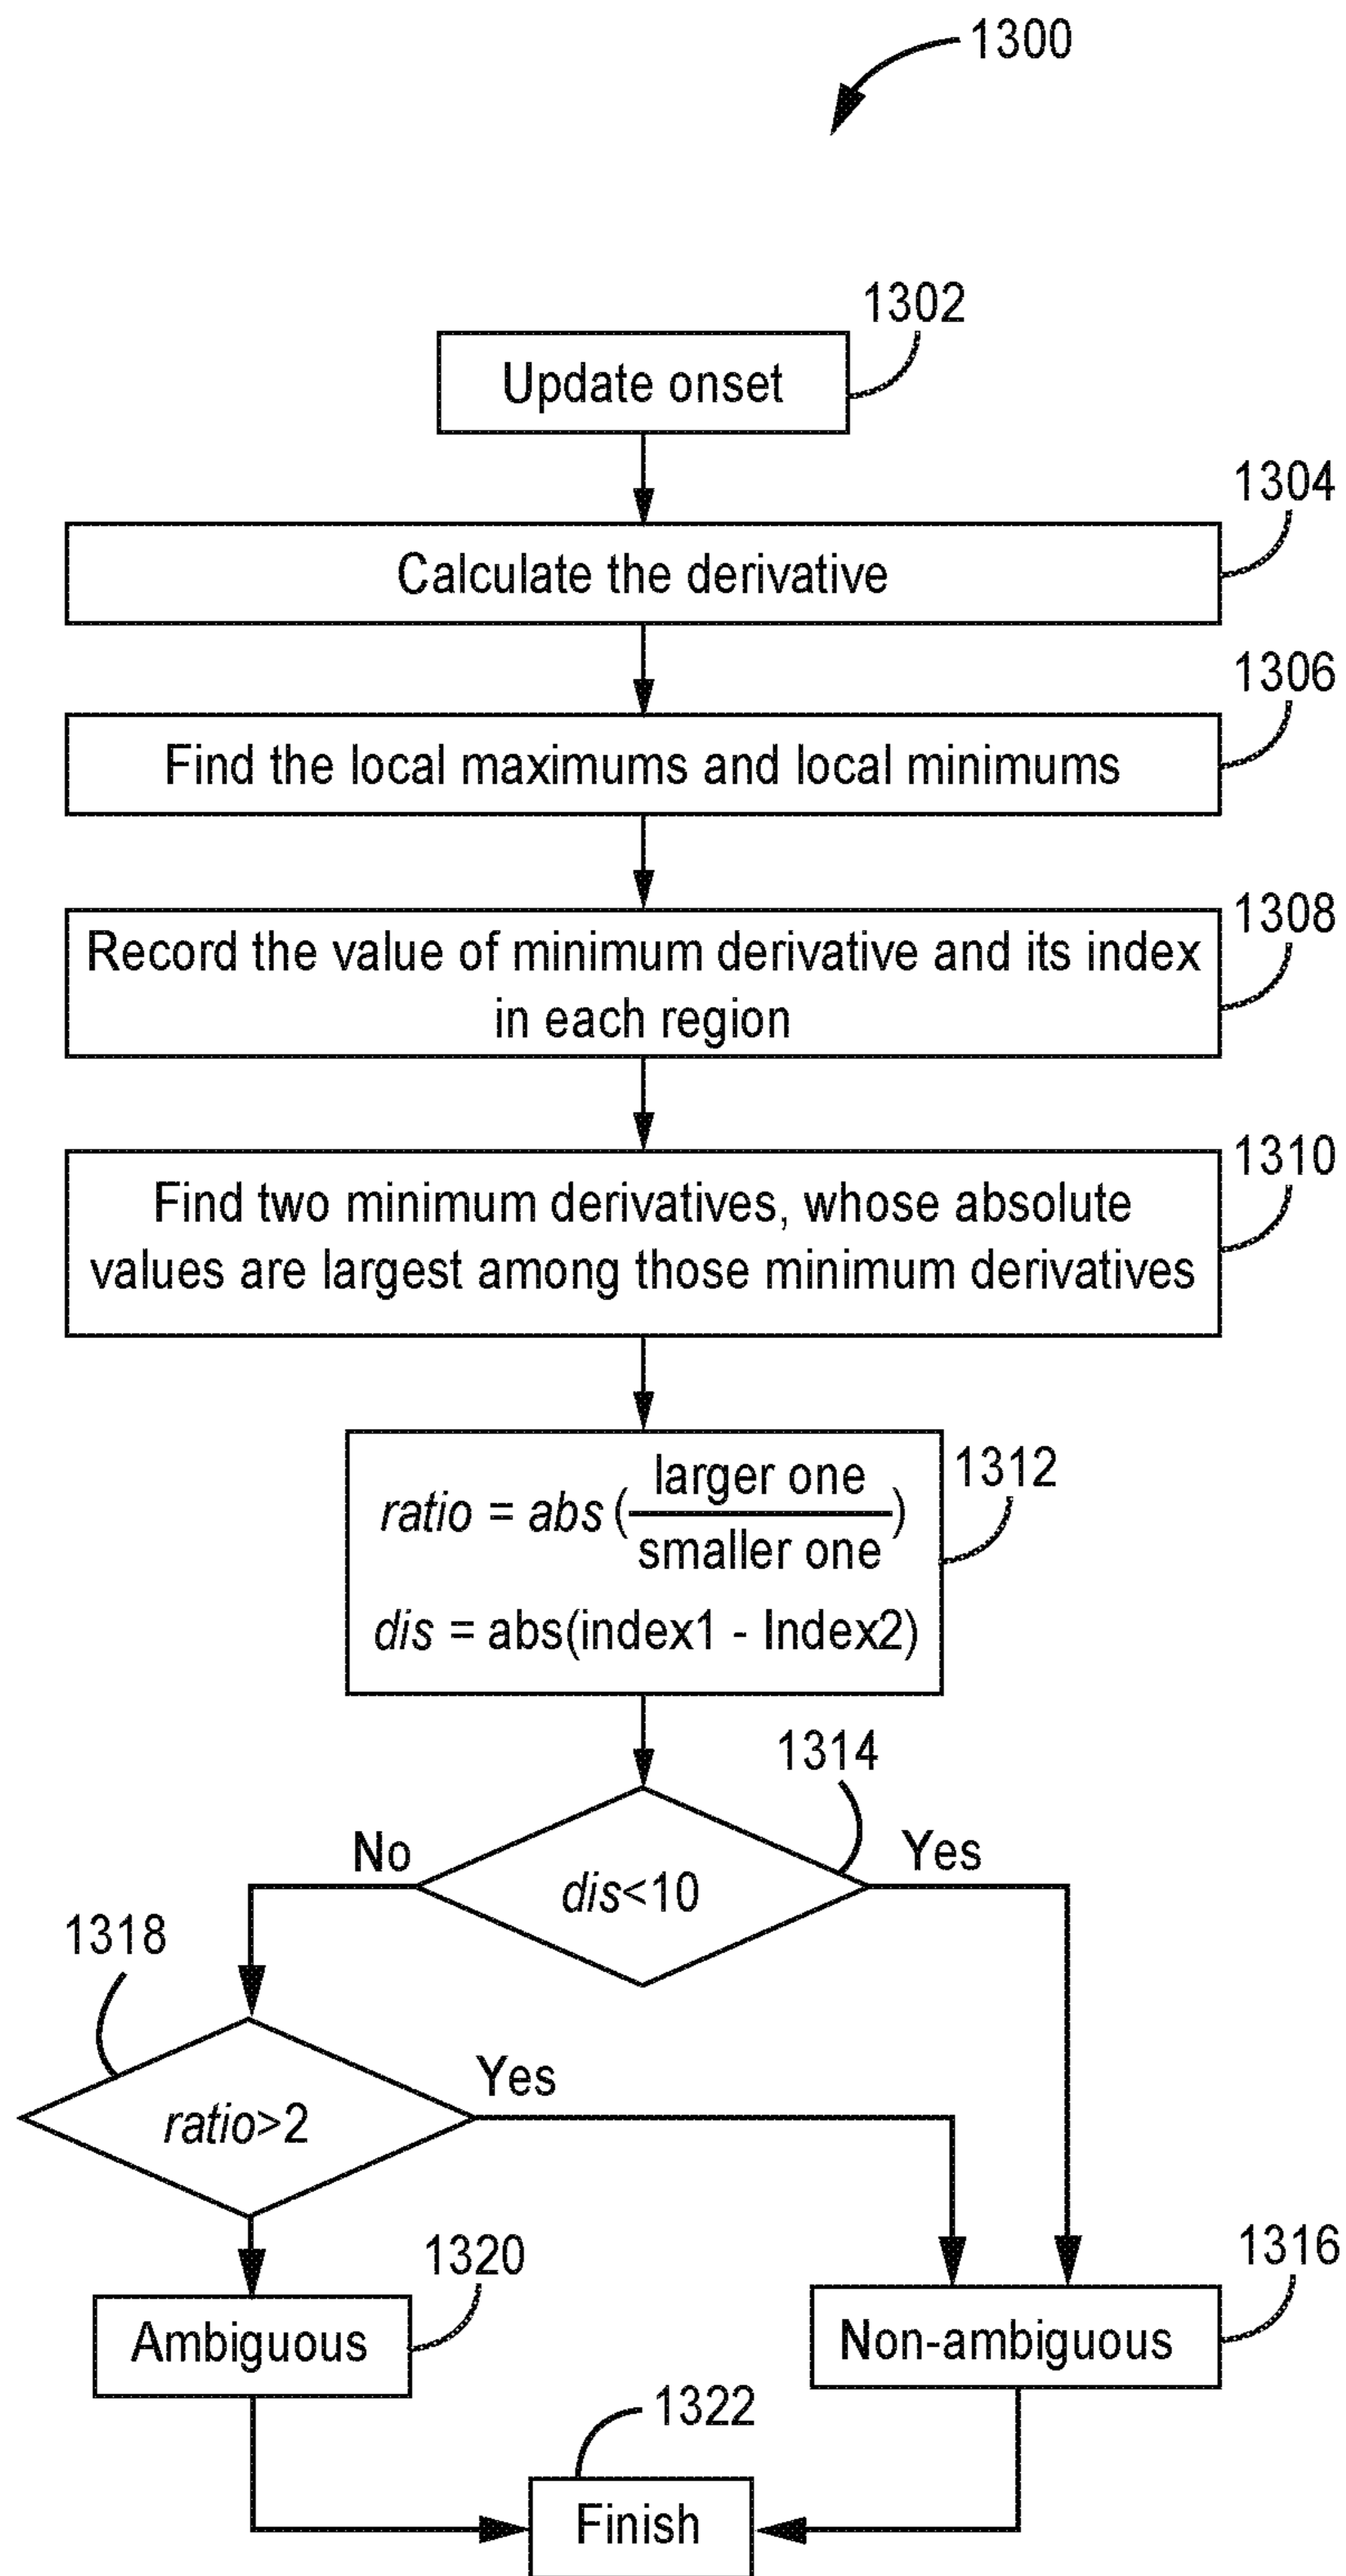 1300
1302
Update onset
1304
Calculate the derivative
1306
Find the local maximums and local minimums
1308
Record the value of minimum derivative and its index
in each region
1310
Find two minimum derivatives, whose absolute
values are largest among those minimum derivatives
1312
ratio = abs (larger one / smaller one)
dis = abs(index1 - Index2)
1314
No
Yes
dis<10
1318
Yes
ratio>2
1320
1316
Ambiguous
Non-ambiguous
1322
Finish